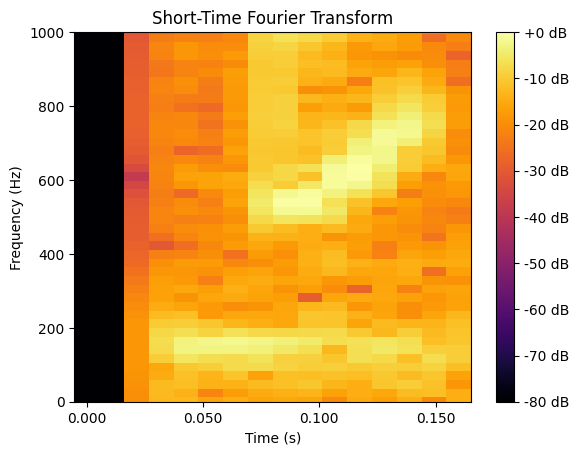 Short-Time Fourier Transform
Frequency (Hz)
1000
800
600
400
200
0
0.000
0.050
0.100
0.150
Time (s)
+0 dB
-10 dB
-20 dB
-30 dB
-40 dB
-50 dB
-60 dB
-70 dB
-80 dB